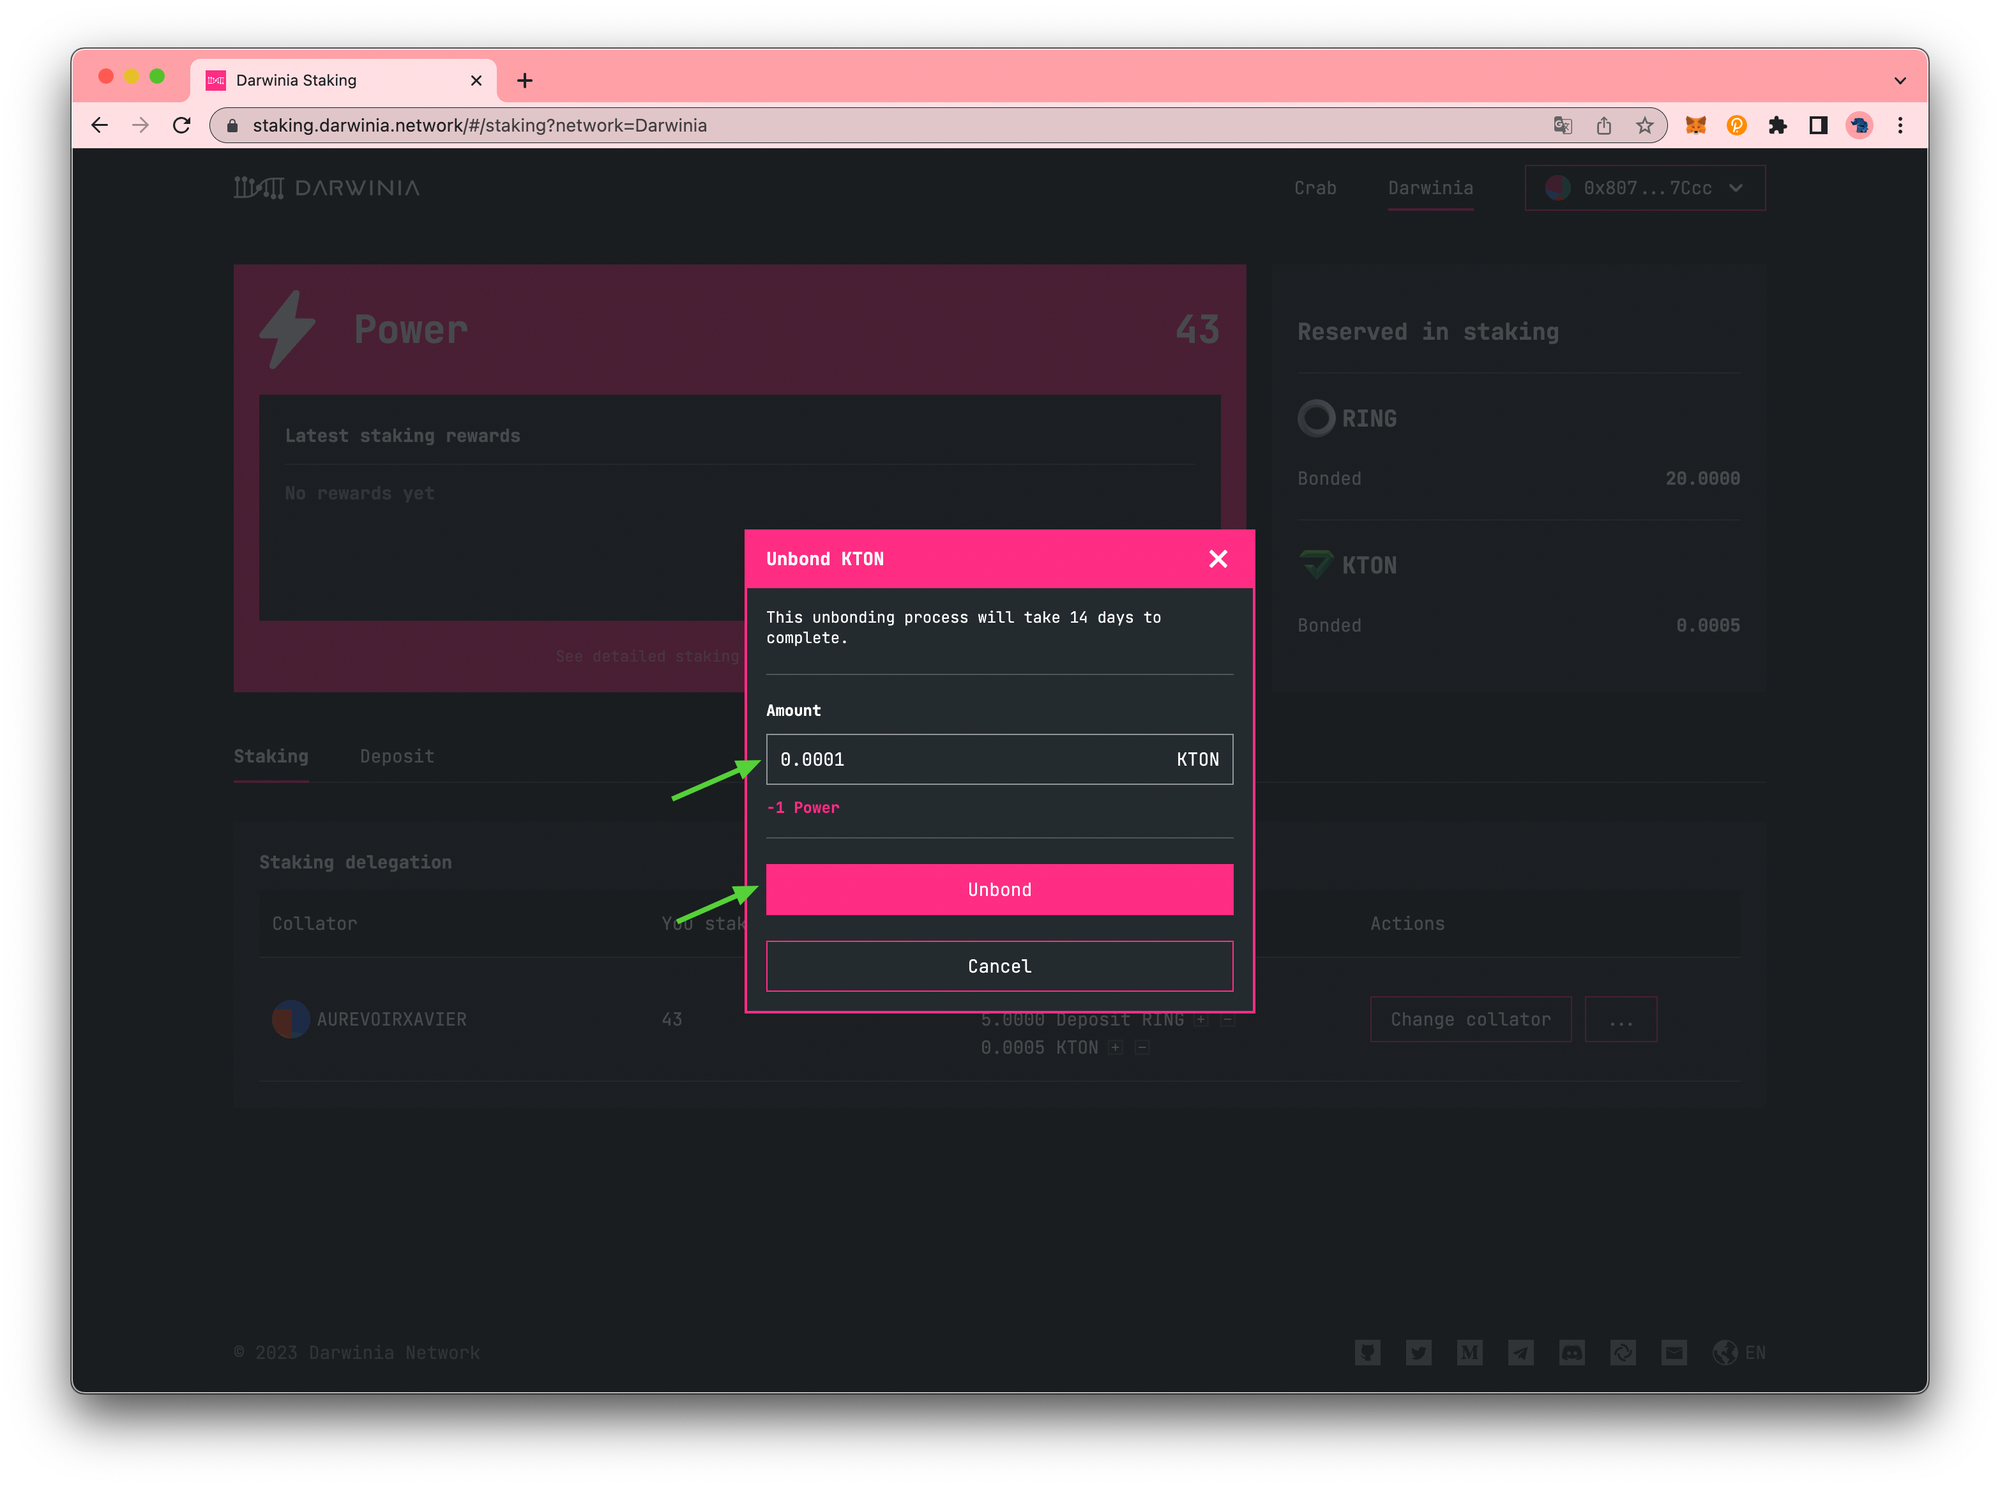 Darwinia Staking
staking.darwinia.network/#/staking?network=Darwinia
DARWINIA
Crab
Darwinia
0x807...7Ccc
Power
43
Latest staking rewards
No rewards yet
See detailed staking
Reserved in staking
RING
Bonded
20.0000
KTON
Bonded
0.0005
Unbond KTON
This unbonding process will take 14 days to
complete.
Amount
0.0001
KTON
-1 Power
Unbond
Cancel
Staking
Deposit
Staking delegation
Collator
You stak
Actions
AUREVOIRXAVIER
43
5.0000 Deposit RING + −
0.0005 KTON + −
Change collator
...
© 2023 Darwinia Network
EN